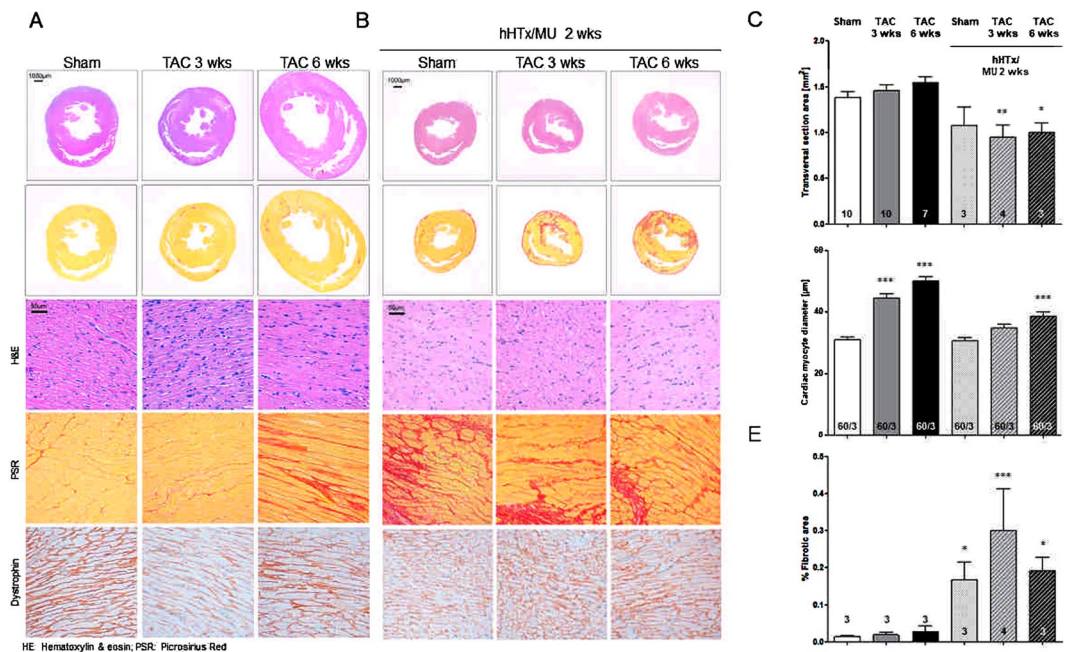 A
B
hHTx/MU 2 wks
Sham
TAC 3 wks
TAC 6 wks
Sham
TAC 3 wks
TAC 6 wks
1000µm
1000µm
50µm
50µm
H&E
PSR
Dystrophin
HE: Hematoxylin & eosin; PSR: Picrosirius Red
C
Sham
TAC
3 wks
TAC
6 wks
Sham
TAC
3 wks
TAC
6 wks
hHTx/
MU 2 wks
Transversal section area [mm²]
2.0
1.5
1.0
0.5
0.0
**
*
10
10
7
3
4
3
Cardiac myocyte diameter [µm]
60
40
20
0
***
***
***
60/3
60/3
60/3
60/3
60/3
60/3
E
% Fibrotic area
0.5
0.4
0.3
0.2
0.1
0.0
*
***
*
3
3
3
3
4
3